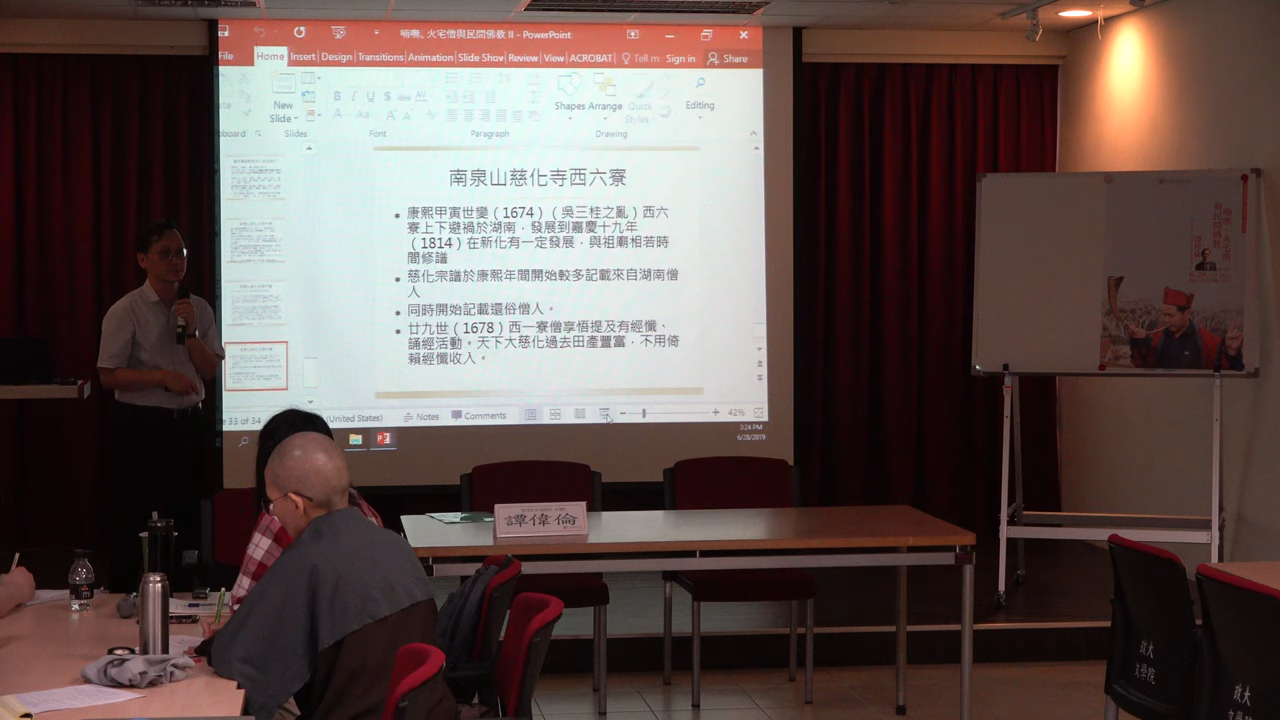 喃嘸、火宅僧與民間佛教 II - PowerPoint
File Home Insert Design Transitions Animation Slide Show Review View ACROBAT Tell m Sign in Share
New
Slide
Shapes Arrange Quick
Styles
Editing
Slides Font Paragraph Drawing
南泉山慈化寺西六寮
康熙甲寅世變（1674）（吳三桂之亂）西六
寮上下避禍於湖南，發展到嘉慶十九年
（1814）在新化有一定發展，與祖廟相若時
間修譜
慈化宗譜於康熙年間開始較多記載來自湖南僧
人
同時開始記載還俗僧人。
廿九世（1678）西一寮僧享悟提及有經懺、
誦經活動。天下大慈化過去田產豐富，不用倚
賴經懺收入。
33 of 34 (United States) Notes Comments 42%
3:24 PM
6/28/2019
譚偉倫
政大
文學院
政大